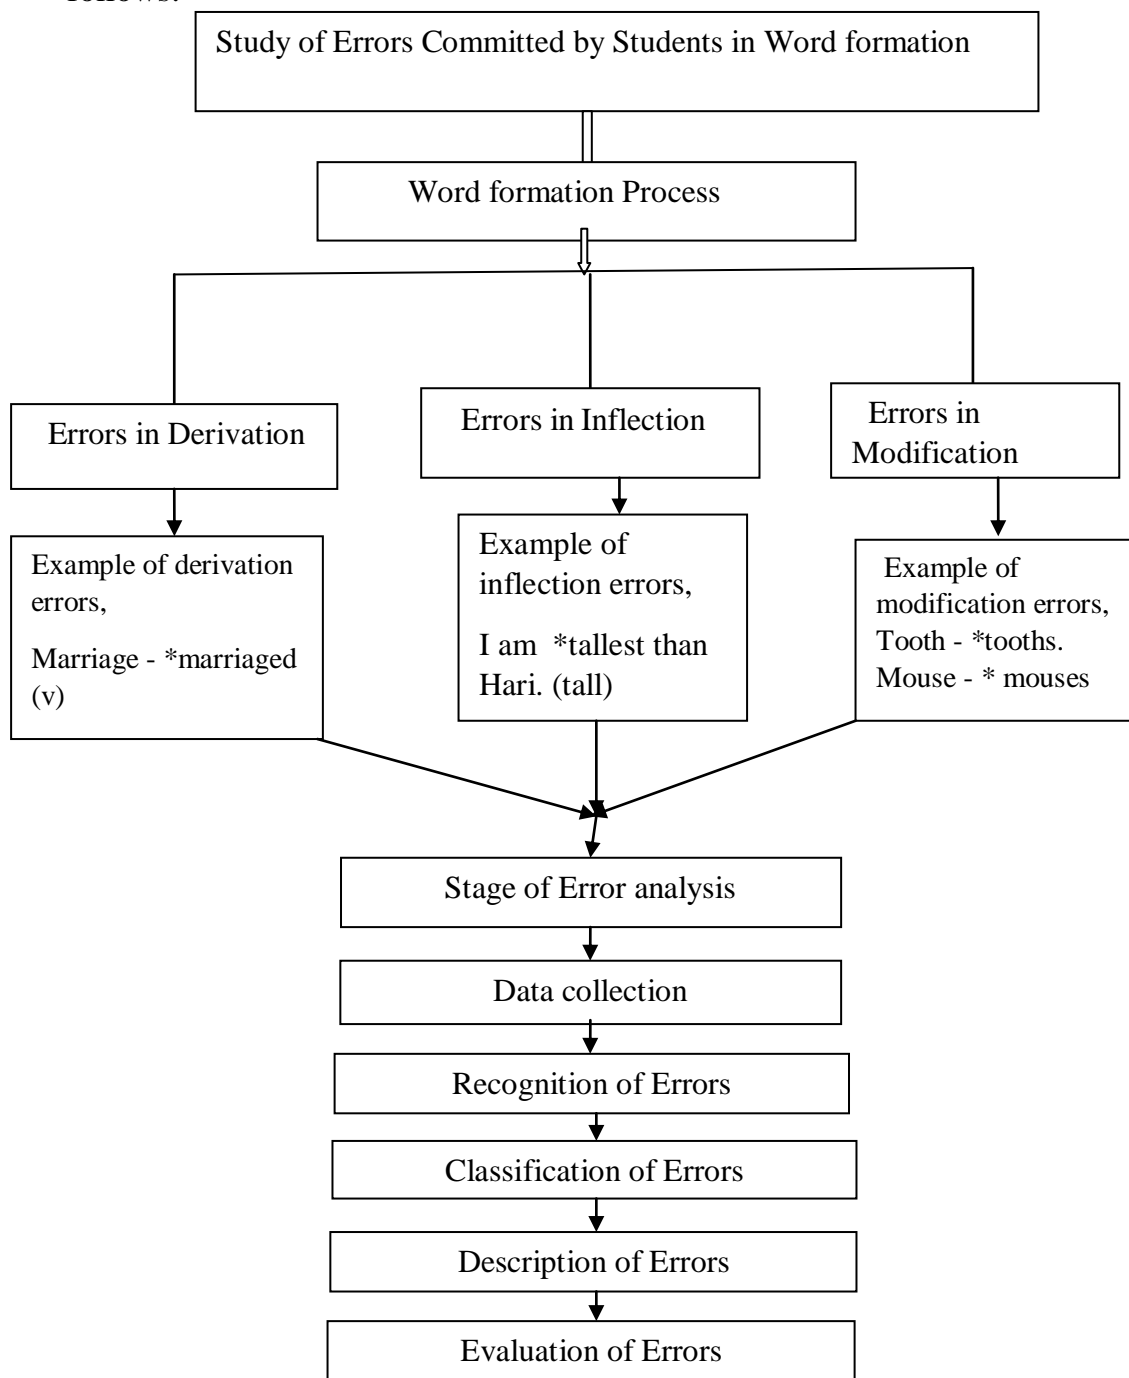 follows.
Study of Errors Committed by Students in Word formation
Word formation Process
Errors in Derivation
Errors in Inflection
Errors in
Modification
Example of derivation
errors,
Marriage - *marriaged
(v)
Example of
inflection errors,
I am *tallest than
Hari. (tall)
Example of
modification errors,
Tooth - *tooths.
Mouse - * mouses
Stage of Error analysis
Data collection
Recognition of Errors
Classification of Errors
Description of Errors
Evaluation of Errors